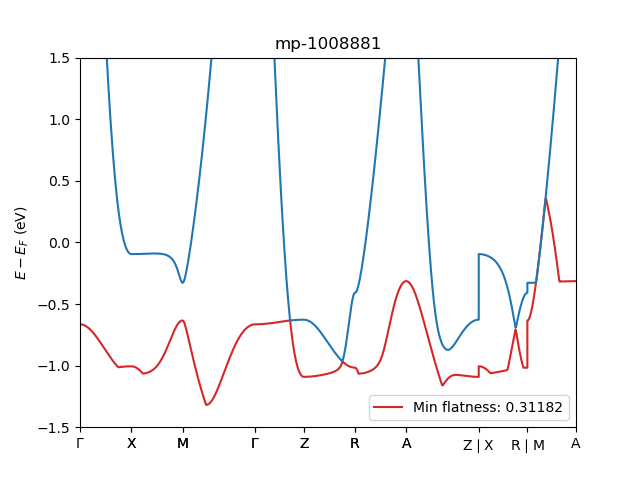 mp-1008881
1.5
1.0
0.5
0.0
−0.5
−1.0
−1.5
E − E_F (eV)
Min flatness: 0.31182
Γ X M Γ Z R A Z | X R | M A